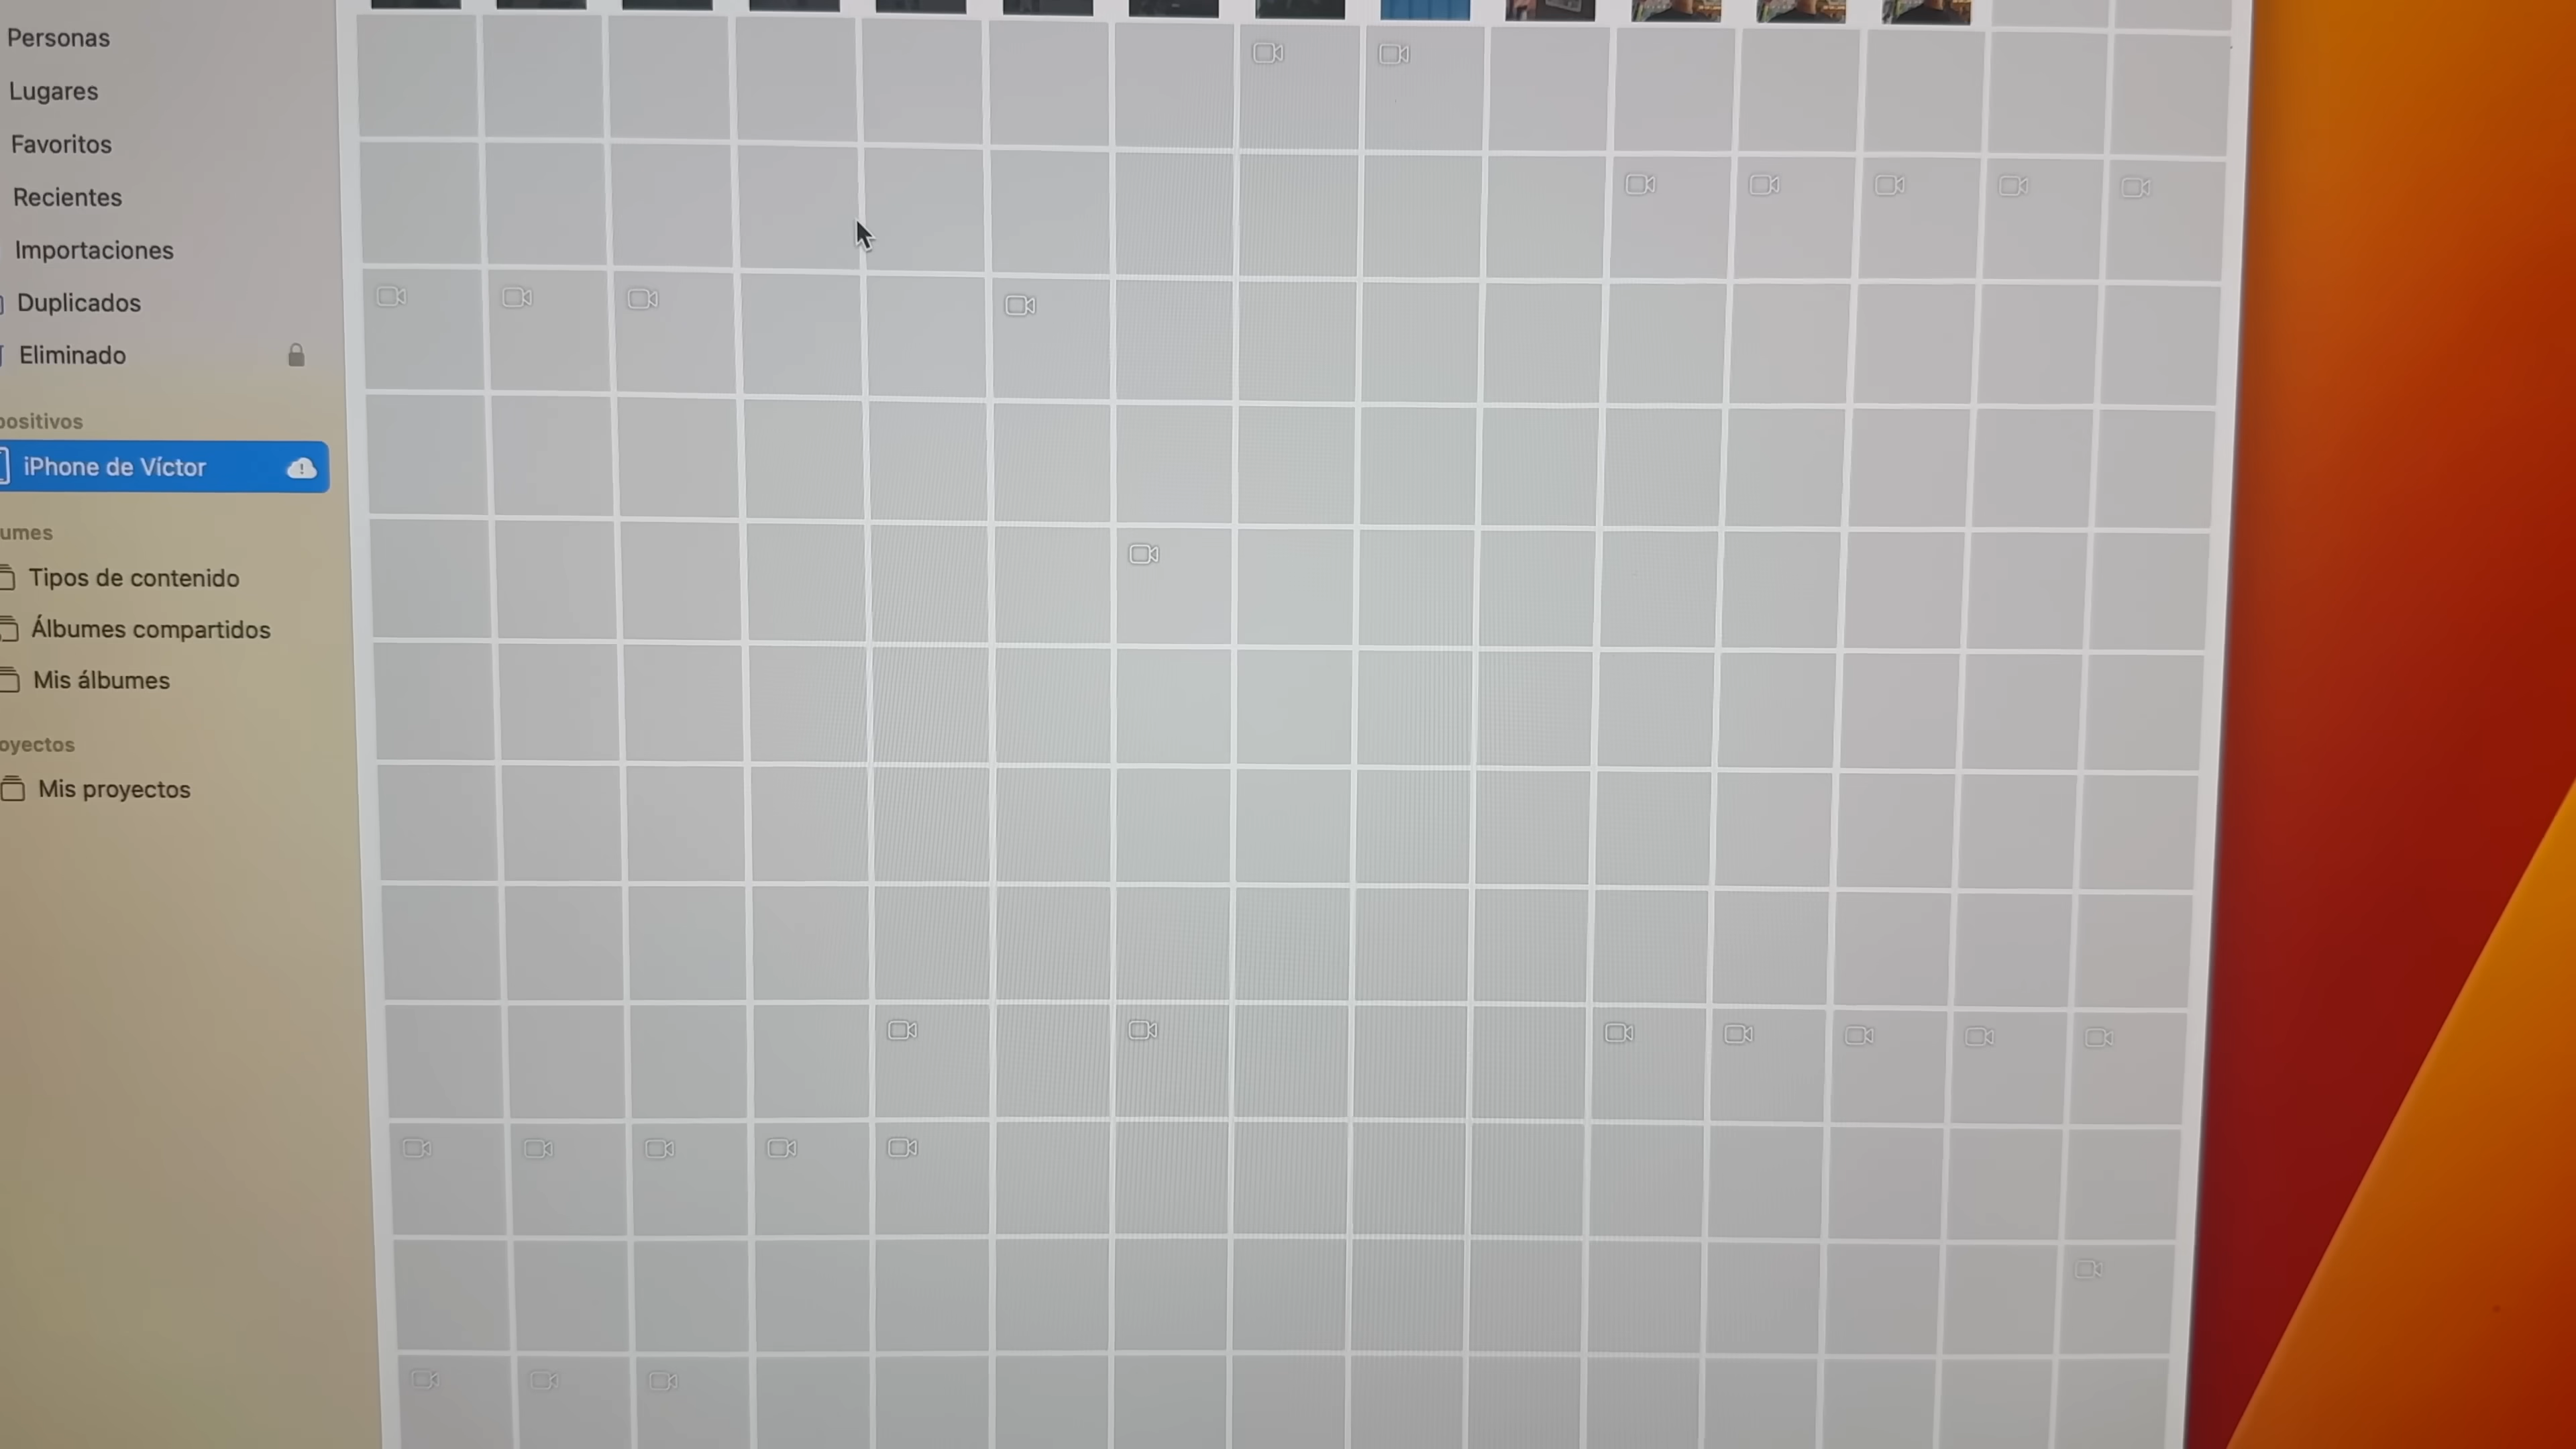 Personas
Lugares
Favoritos
Recientes
Importaciones
Duplicados
Eliminado
positivos
iPhone de Víctor
umes
Tipos de contenido
Álbumes compartidos
Mis álbumes
oyectos
Mis proyectos